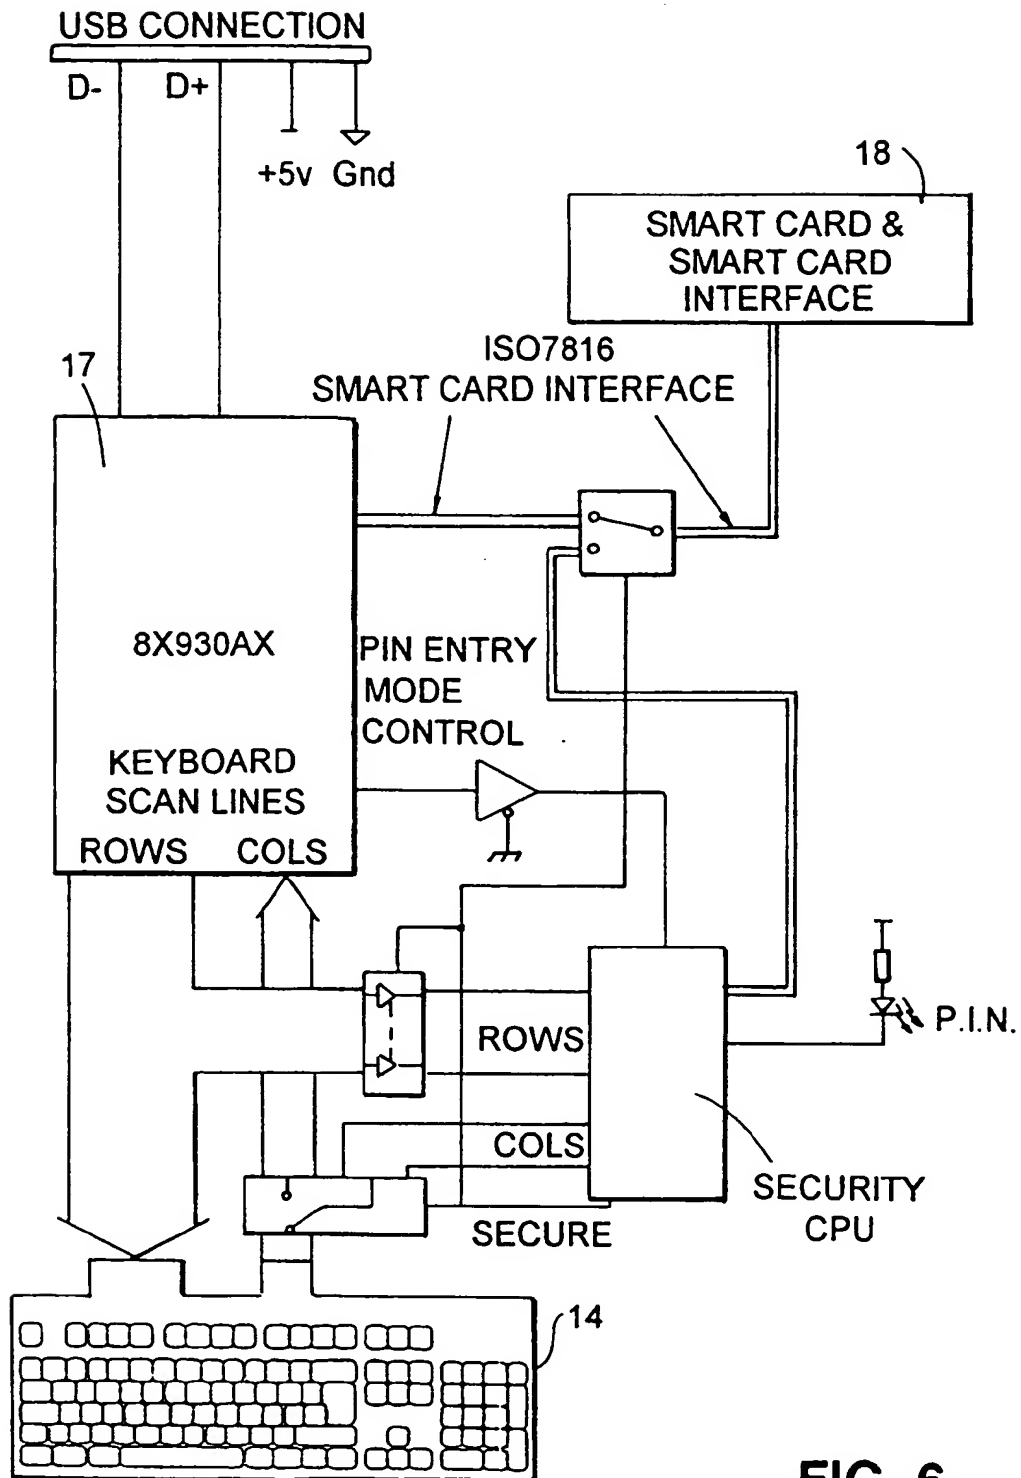 USB CONNECTION
D-
D+
+5v Gnd
18
SMART CARD &
SMART CARD
INTERFACE
ISO7816
SMART CARD INTERFACE
17
8X930AX
PIN ENTRY
MODE
CONTROL
KEYBOARD
SCAN LINES
ROWS COLS
ROWS
P.I.N.
COLS
SECURE
SECURITY
CPU
14
FIG. 6